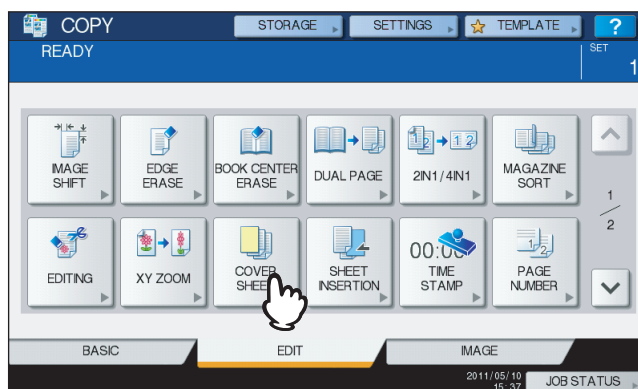 COPY
STORAGE
SETTINGS
TEMPLATE
?
READY
SET
1
IMAGE
SHIFT
EDGE
ERASE
BOOK CENTER
ERASE
DUAL PAGE
2IN1/4IN1
MAGAZINE
SORT
1
2
EDITING
XY ZOOM
COVER
SHEET
SHEET
INSERTION
00:00
TIME
STAMP
PAGE
NUMBER
BASIC
EDIT
IMAGE
2011/05/10
15:37
JOB STATUS